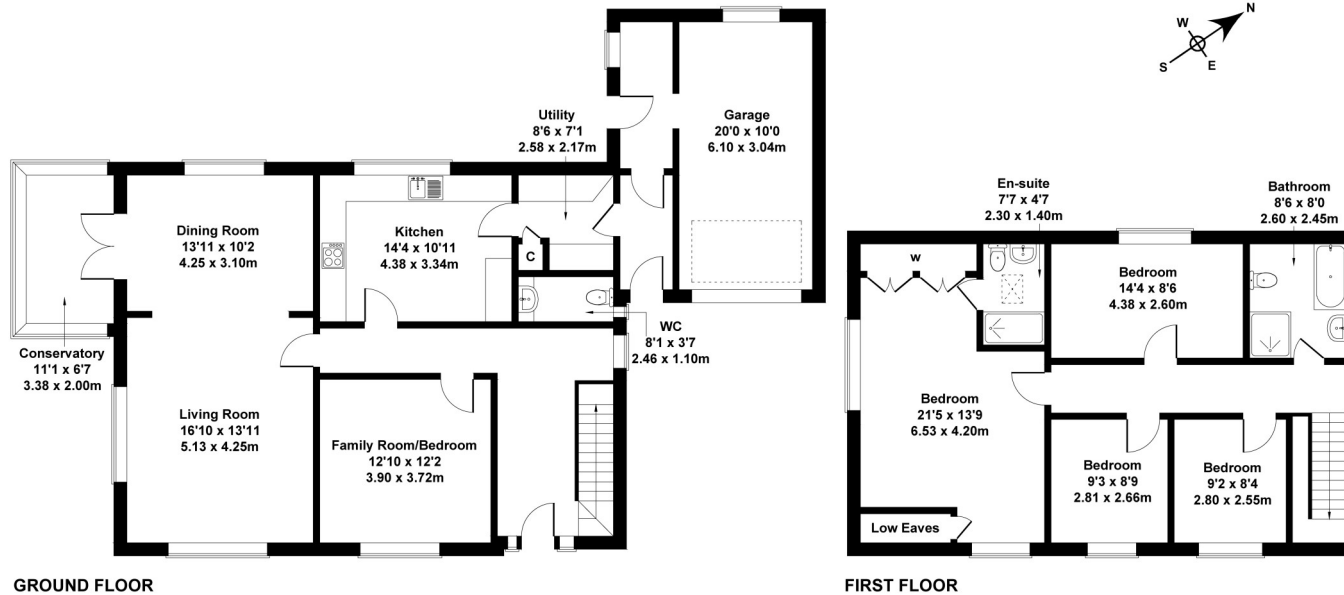 N
W
S
E
Utility
8'6 x 7'1
2.58 x 2.17m
Garage
20'0 x 10'0
6.10 x 3.04m
Dining Room
13'11 x 10'2
4.25 x 3.10m
Kitchen
14'4 x 10'11
4.38 x 3.34m
C
Conservatory
11'1 x 6'7
3.38 x 2.00m
WC
8'1 x 3'7
2.46 x 1.10m
Living Room
16'10 x 13'11
5.13 x 4.25m
Family Room/Bedroom
12'10 x 12'2
3.90 x 3.72m
GROUND FLOOR
En-suite
7'7 x 4'7
2.30 x 1.40m
Bathroom
8'6 x 8'0
2.60 x 2.45m
w
Bedroom
14'4 x 8'6
4.38 x 2.60m
Bedroom
21'5 x 13'9
6.53 x 4.20m
Bedroom
9'3 x 8'9
2.81 x 2.66m
Bedroom
9'2 x 8'4
2.80 x 2.55m
Low Eaves
FIRST FLOOR